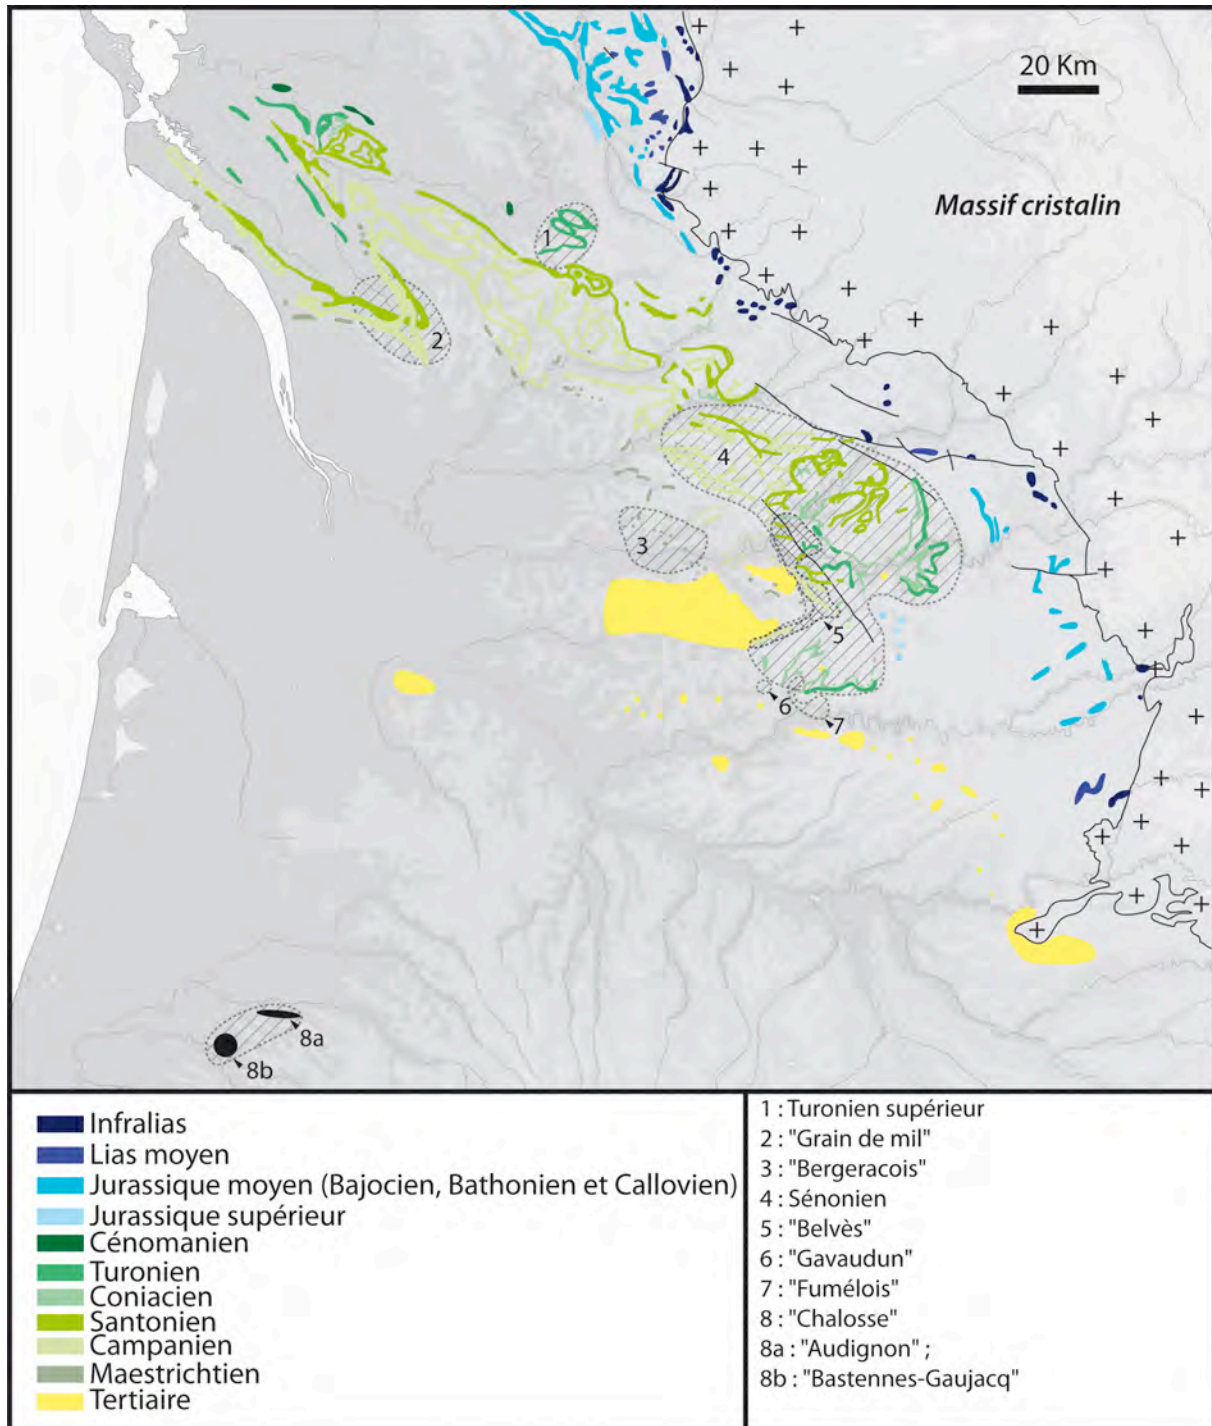 20 Km
Massif cristalin
1
2
4
3
5
6
7
8a
8b
Infralias
Lias moyen
Jurassique moyen (Bajocien, Bathonien et Callovien)
Jurassique supérieur
Cénomanien
Turonien
Coniacien
Santonien
Campanien
Maestrichtien
Tertiaire
1 : Turonien supérieur
2 : "Grain de mil"
3 : "Bergeracois"
4 : Sénonien
5 : "Belvès"
6 : "Gavaudun"
7 : "Fumélois"
8 : "Chalosse"
8a : "Audignon" ;
8b : "Bastennes-Gaujacq"